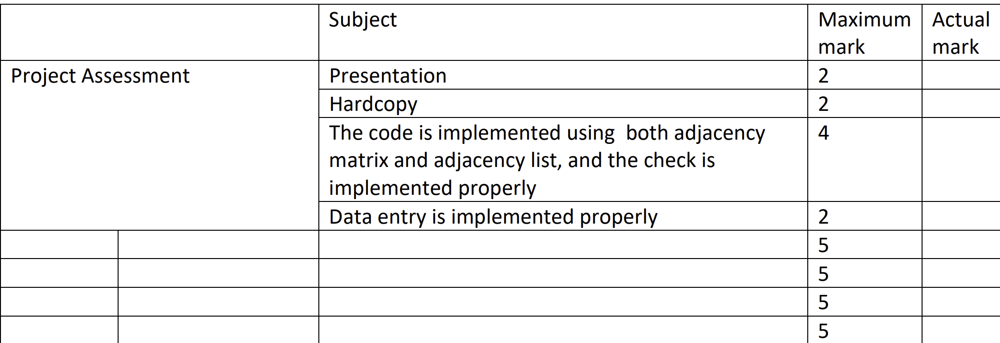 Subject Maximum Actual
mark mark
Project Assessment Presentation 2
Hardcopy 2
The code is implemented using  both adjacency 4
matrix and adjacency list, and the check is
implemented properly
Data entry is implemented properly 2
5
5
5
5